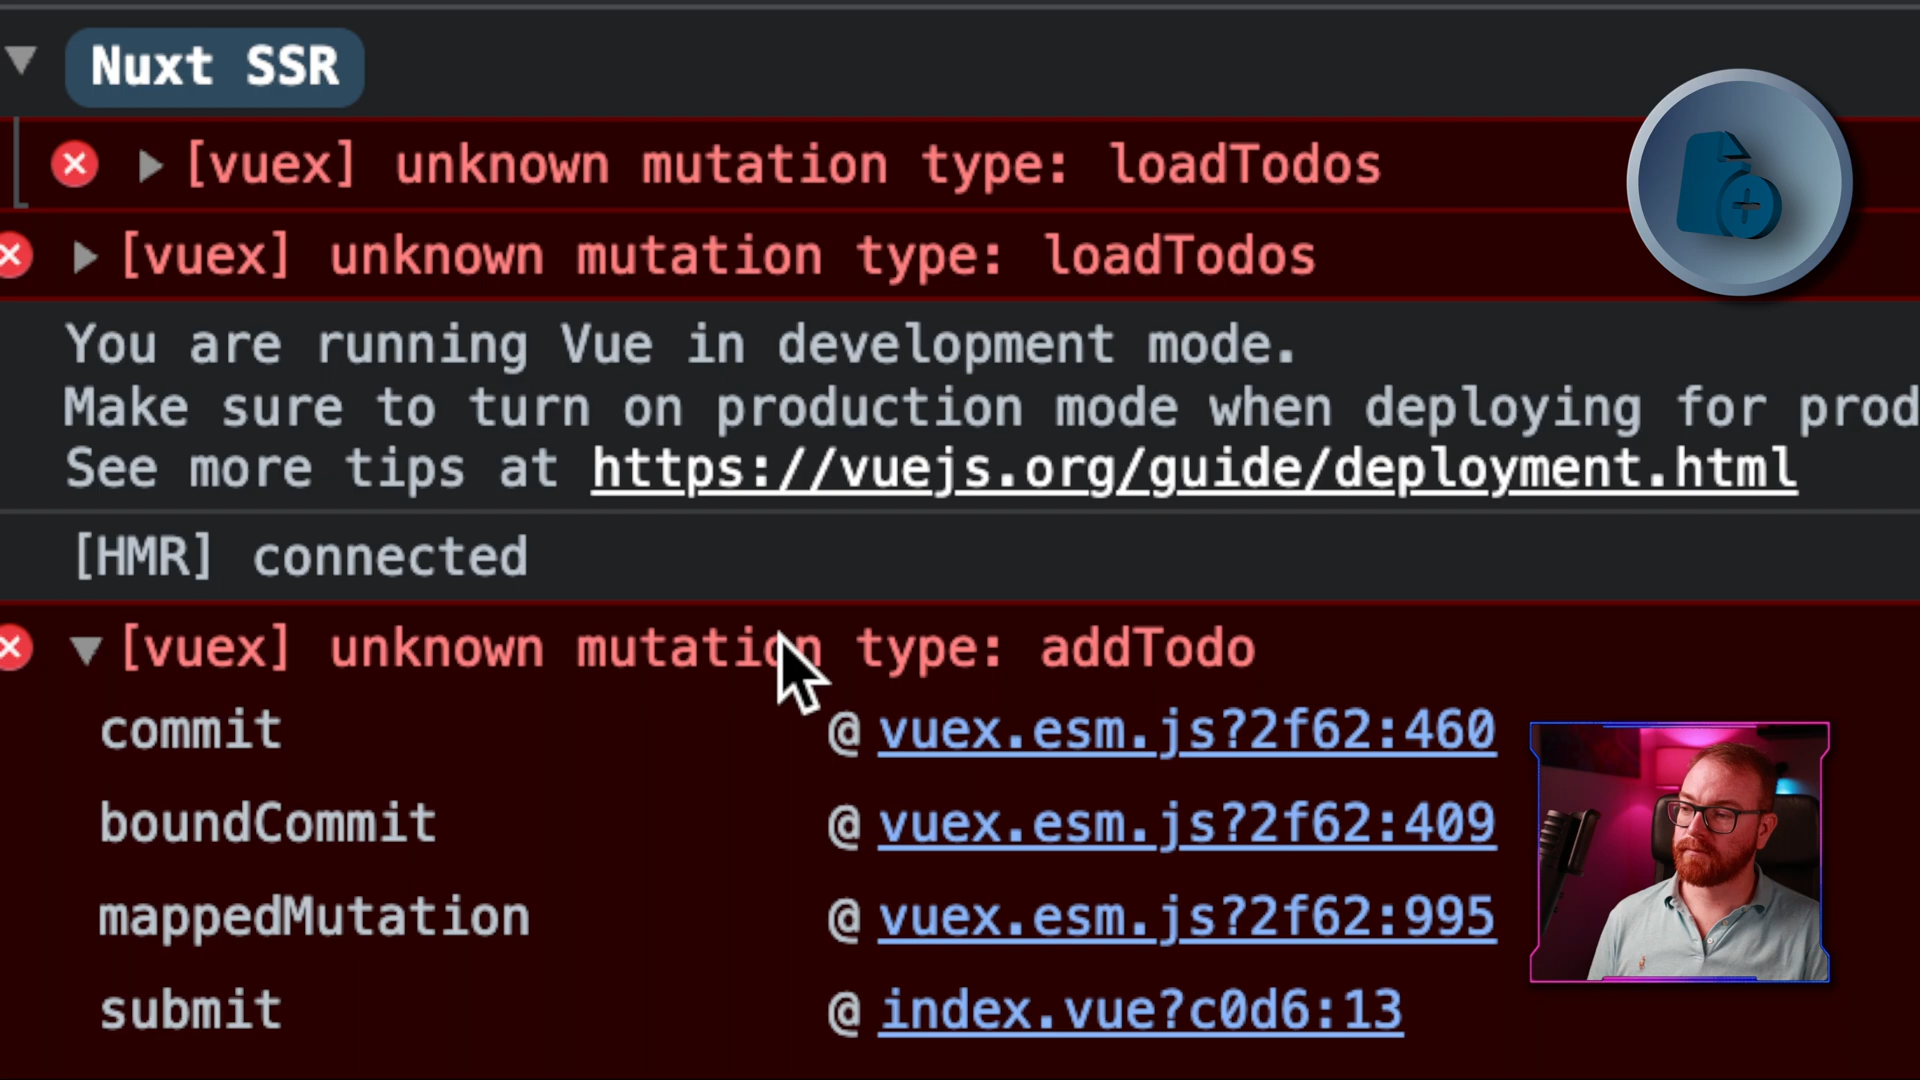 Nuxt SSR
[vuex] unknown mutation type: loadTodos
[vuex] unknown mutation type: loadTodos
You are running Vue in development mode.
Make sure to turn on production mode when deploying for prod
See more tips at https://vuejs.org/guide/deployment.html
[HMR] connected
[vuex] unknown mutation type: addTodo
commit @ vuex.esm.js?2f62:460
boundCommit @ vuex.esm.js?2f62:409
mappedMutation @ vuex.esm.js?2f62:995
submit @ index.vue?c0d6:13